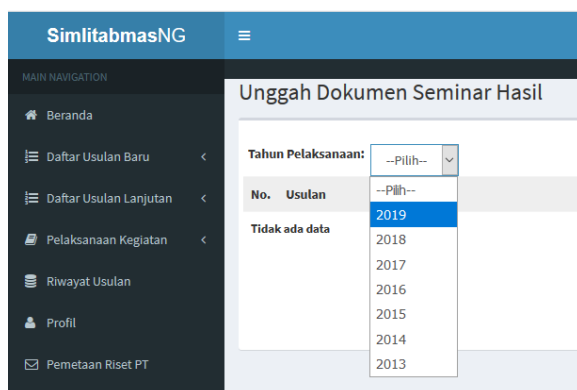 SimlitabmasNG
MAIN NAVIGATION
Beranda
Daftar Usulan Baru
Daftar Usulan Lanjutan
Pelaksanaan Kegiatan
Riwayat Usulan
Profil
Pemetaan Riset PT
Unggah Dokumen Seminar Hasil
Tahun Pelaksanaan: --Pilih--
No. Usulan
Tidak ada data
--Pilih--
2019
2018
2017
2016
2015
2014
2013